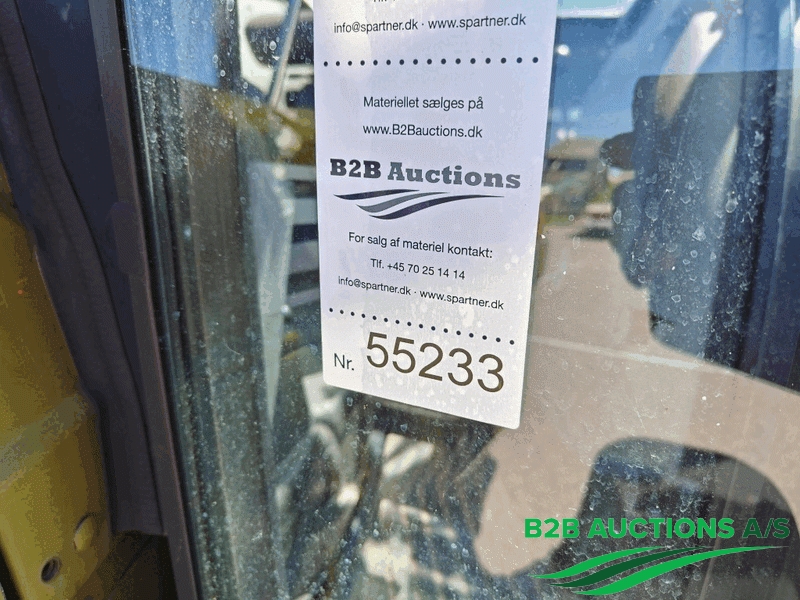 info@spartner.dk · www.spartner.dk
Materiellet sælges på
www.B2Bauctions.dk
B2B Auctions
For salg af materiel kontakt:
Tlf. +45 70 25 14 14
info@spartner.dk · www.spartner.dk
Nr. 55233
B2B AUCTIONS A/S